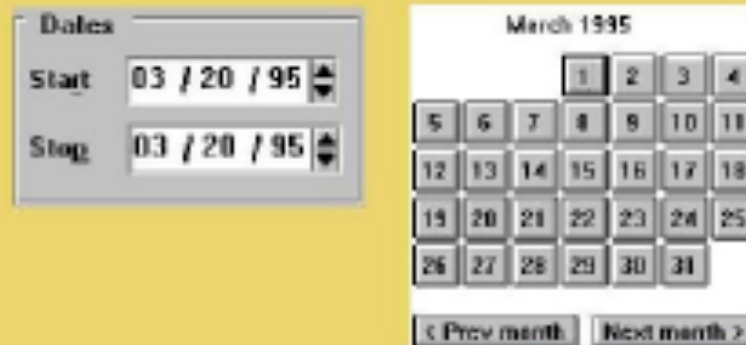 Dates
Start 03 / 20 / 95
Stop 03 / 20 / 95
March 1995
1 2 3 4
5 6 7 8 9 10 11
12 13 14 15 16 17 18
19 20 21 22 23 24 25
26 27 28 29 30 31
< Prev month Next month >